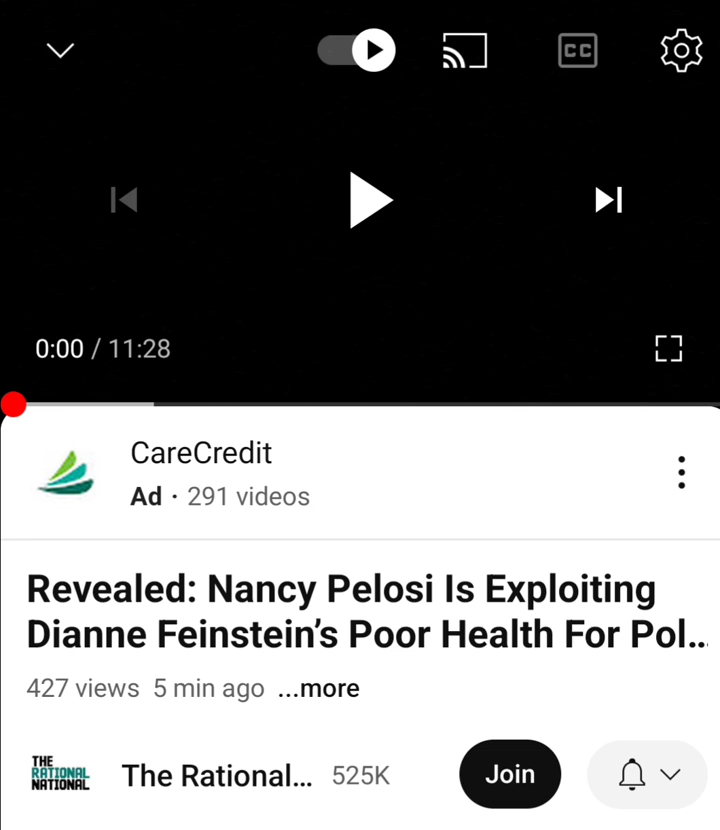 CC
0:00 / 11:28
CareCredit
Ad · 291 videos
Revealed: Nancy Pelosi Is Exploiting
Dianne Feinstein's Poor Health For Pol...
427 views 5 min ago ...more
THE
RATIONAL
NATIONAL
The Rational... 525K
Join